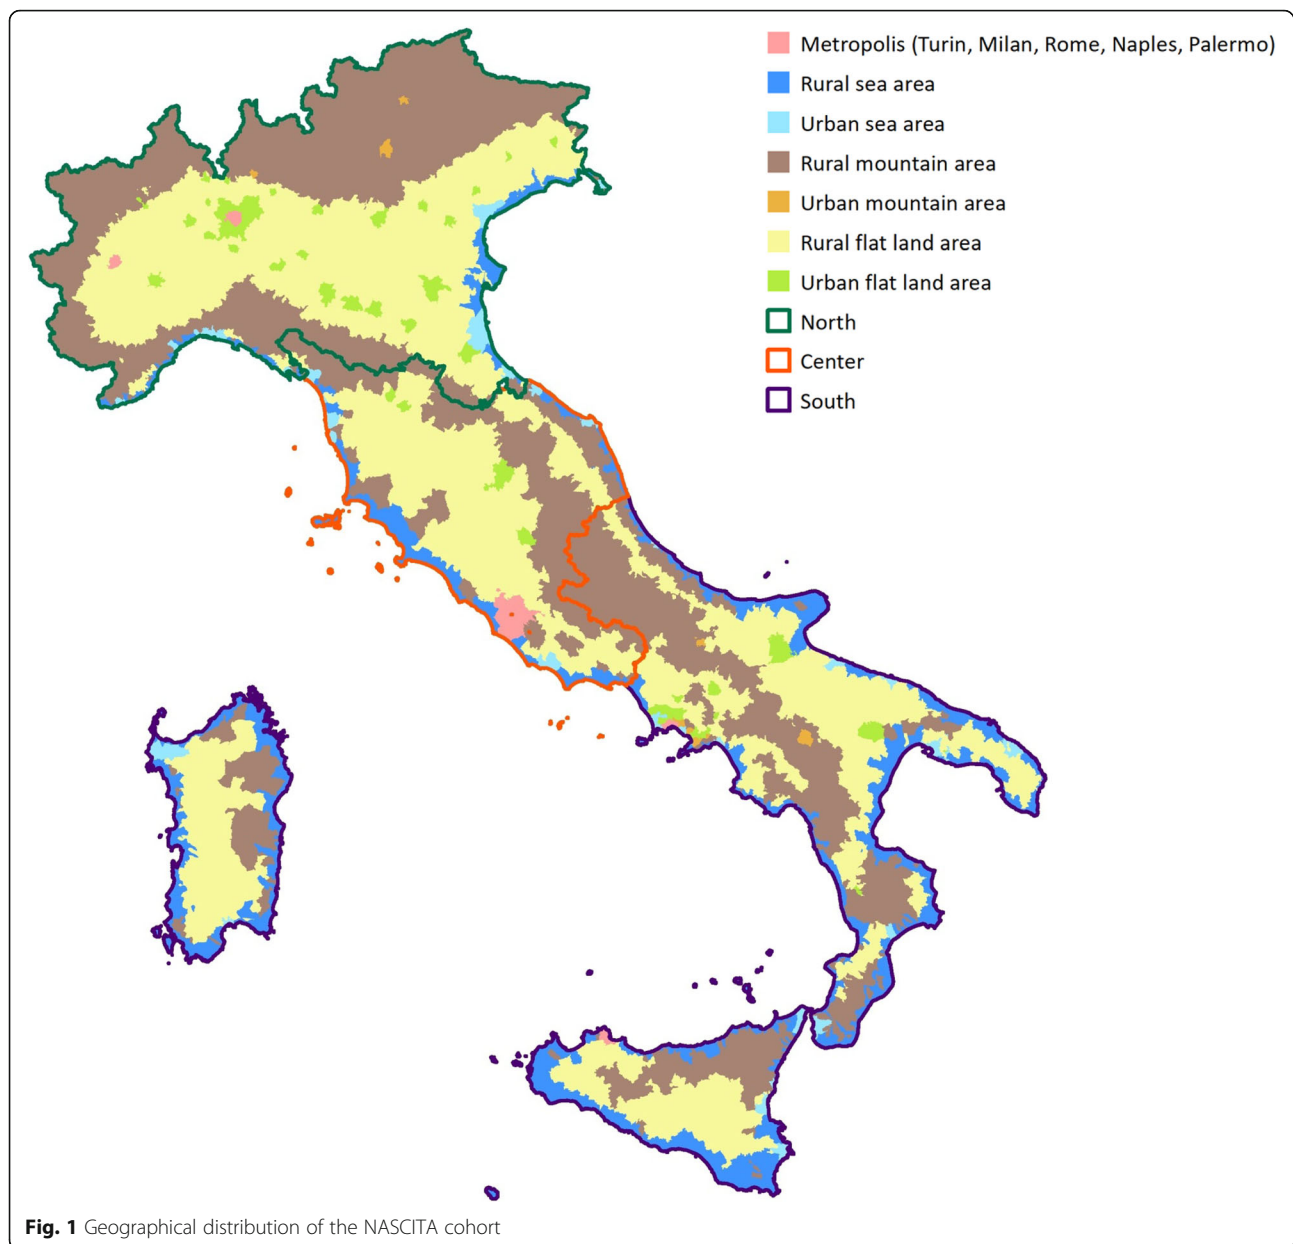 Metropolis (Turin, Milan, Rome, Naples, Palermo)
Rural sea area
Urban sea area
Rural mountain area
Urban mountain area
Rural flat land area
Urban flat land area
North
Center
South
Fig. 1 Geographical distribution of the NASCITA cohort